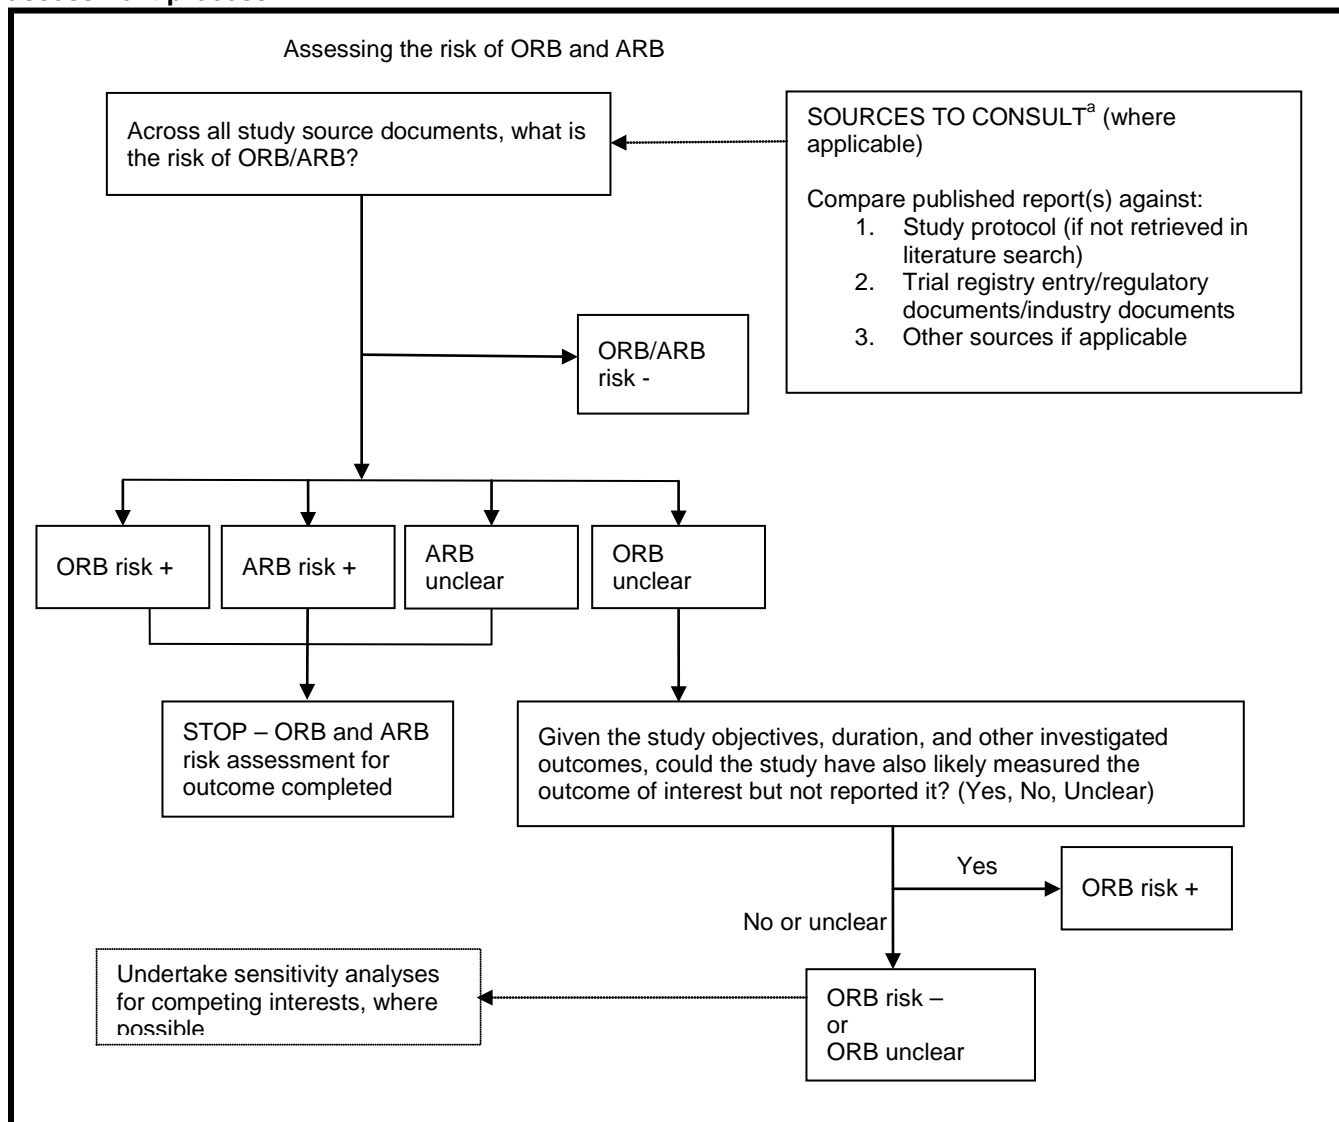 Assessing the risk of ORB and ARB
Across all study source documents, what is
the risk of ORB/ARB?
SOURCES TO CONSULTa (where
applicable)
Compare published report(s) against:
1. Study protocol (if not retrieved in
literature search)
2. Trial registry entry/regulatory
documents/industry documents
3. Other sources if applicable
ORB/ARB
risk -
ORB risk +
ARB risk +
ARB
unclear
ORB
unclear
STOP – ORB and ARB
risk assessment for
outcome completed
Given the study objectives, duration, and other investigated
outcomes, could the study have also likely measured the
outcome of interest but not reported it? (Yes, No, Unclear)
Yes
ORB risk +
No or unclear
Undertake sensitivity analyses
for competing interests, where
possible
ORB risk –
or
ORB unclear